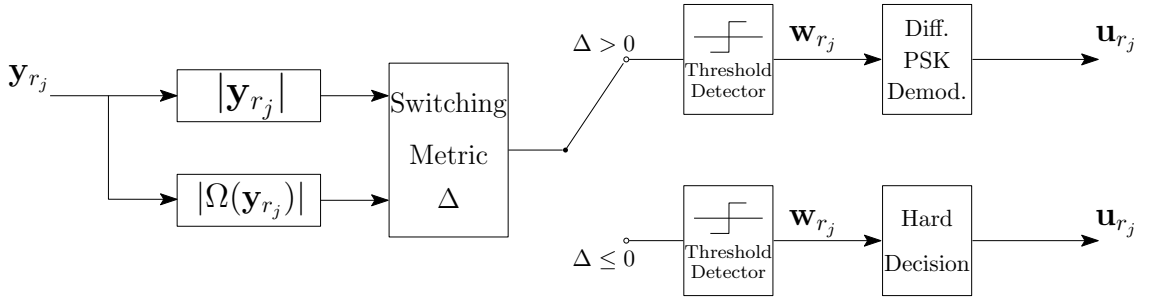 𝐲_{r_j}
|𝐲_{r_j}|
|Ω(𝐲_{r_j})|
Switching
Metric
Δ
Δ > 0
Threshold
Detector
𝐰_{r_j}
Diff.
PSK
Demod.
𝐮_{r_j}
Δ ≤ 0
Threshold
Detector
𝐰_{r_j}
Hard
Decision
𝐮_{r_j}